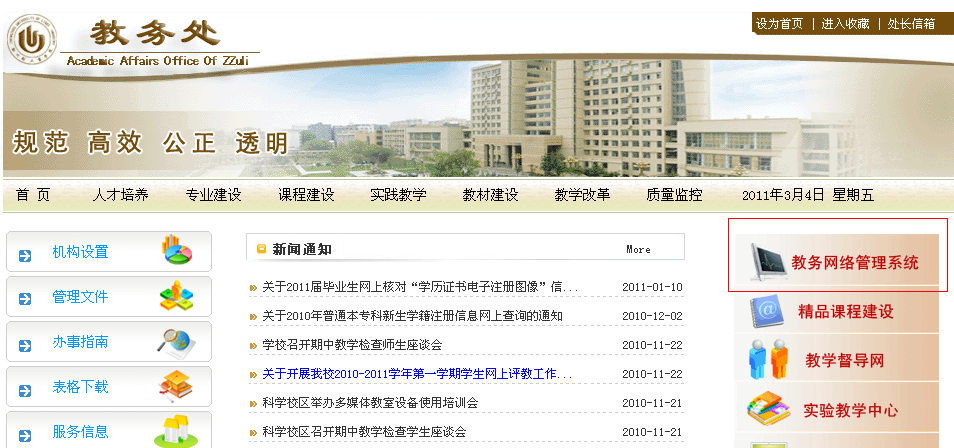 设为首页 | 进入收藏 | 处长信箱
教务处
Academic Affairs Office Of ZZuli
规范 高效 公正 透明
首 页 人才培养 专业建设 课程建设 实践教学 教材建设 教学改革 质量监控 2011年3月4日 星期五
机构设置
管理文件
办事指南
表格下载
服务信息
新闻通知 More
关于2011届毕业生网上核对“学历证书电子注册图像”信... 2011-01-10
关于2010年普通本专科新生学籍注册信息网上查询的通知 2010-12-02
学校召开期中教学检查师生座谈会 2010-11-22
关于开展我校2010-2011学年第一学期学生网上评教工作... 2010-11-22
科学校区举办多媒体教室设备使用培训会 2010-11-21
科学校区召开期中教学检查学生座谈会 2010-11-21
教务网络管理系统
精品课程建设
教学督导网
实验教学中心